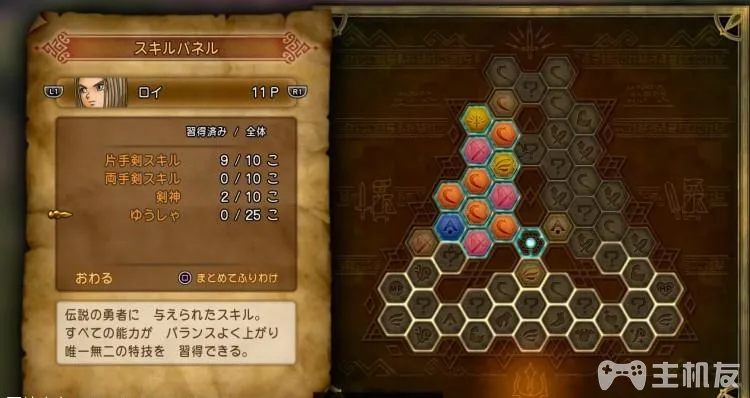 スキルパネル
L1 ロイ 11P R1
習得済み / 全体
片手剣スキル 9 / 10 こ
両手剣スキル 0 / 10 こ
剣神 2 / 10 こ
ゆうしゃ 0 / 25 こ
おわる まとめてふりわけ
伝説の勇者に 与えられたスキル。
すべての能力が バランスよく上がり
唯一無二の特技を 習得できる。
MP ? ? ? ? ? MP
主机友